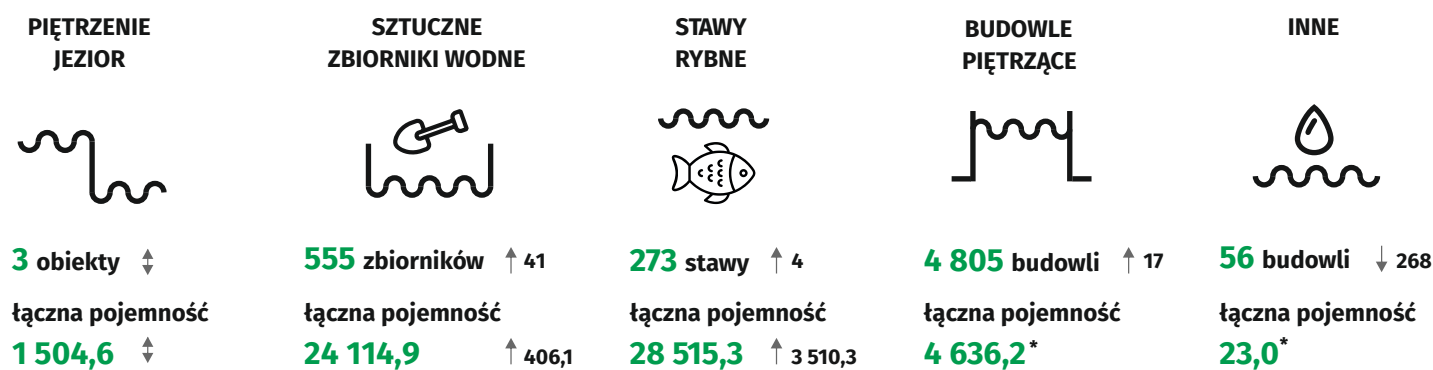 PIĘTRZENIE
JEZIOR
3 obiekty ↕
łączna pojemność
1 504,6 ↕
SZTUCZNE
ZBIORNIKI WODNE
555 zbiorników ↑ 41
łączna pojemność
24 114,9 ↑ 406,1
STAWY
RYBNE
273 stawy ↑ 4
łączna pojemność
28 515,3 ↑ 3 510,3
BUDOWLE
PIĘTRZĄCE
4 805 budowli ↑ 17
łączna pojemność
4 636,2*
INNE
56 budowli ↓ 268
łączna pojemność
23,0*